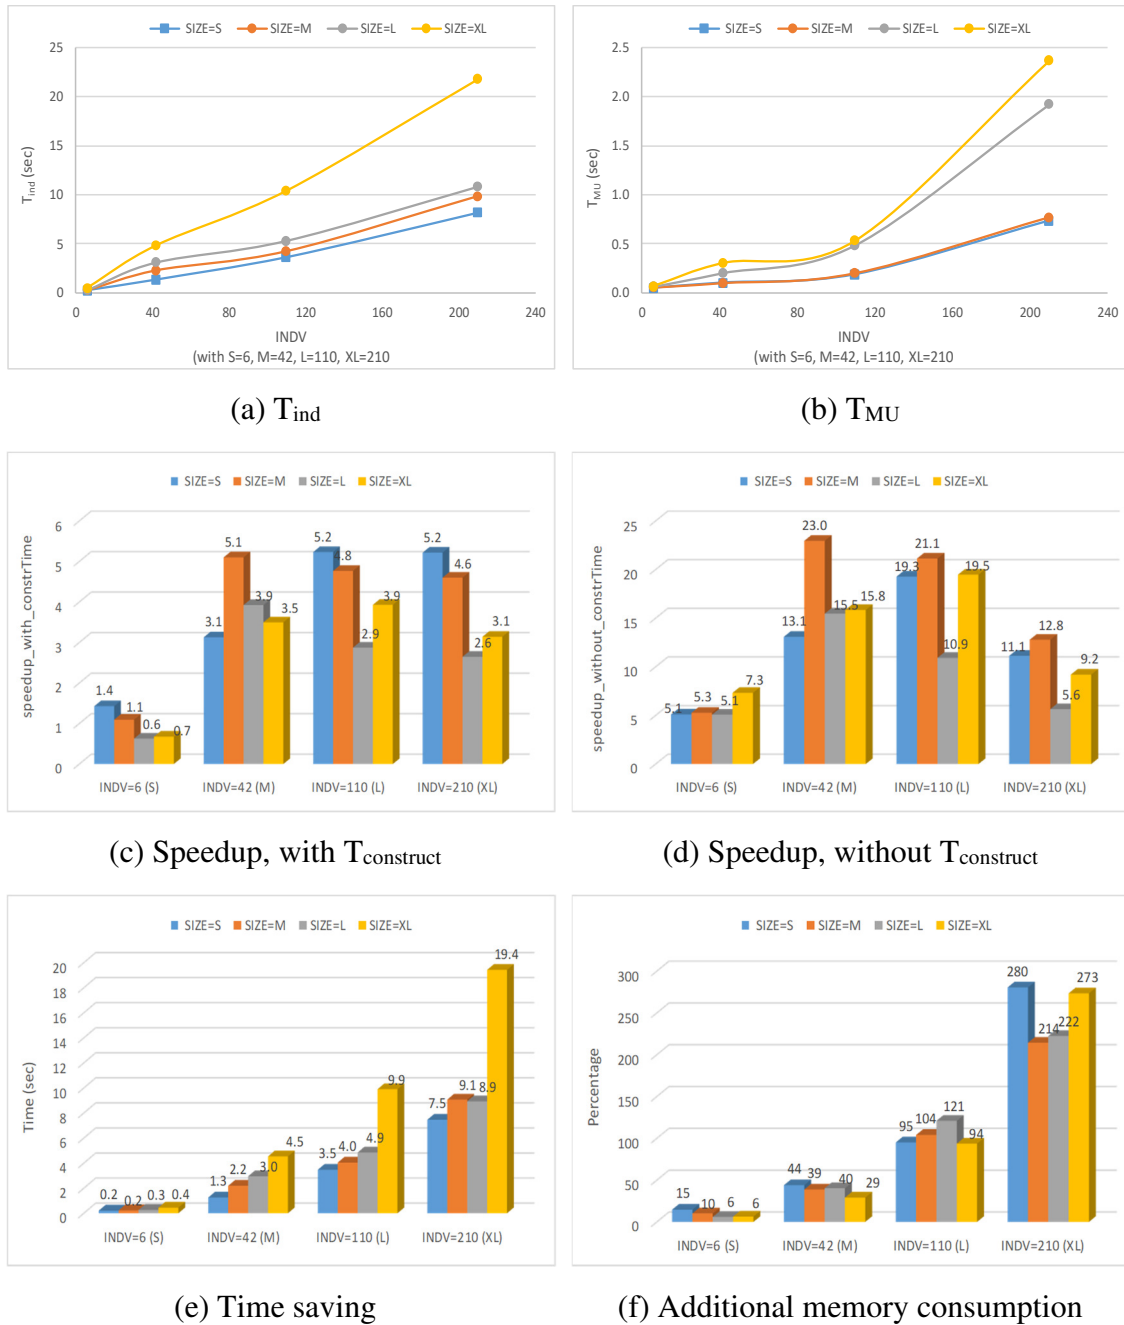 SIZE=S SIZE=M SIZE=L SIZE=XL
25
20
15
10
5
0
T_ind (sec)
0 40 80 120 160 200 240
INDV
(with S=6, M=42, L=110, XL=210
(a) T_ind
SIZE=S SIZE=M SIZE=L SIZE=XL
2.5
2.0
1.5
1.0
0.5
0.0
T_MU (sec)
0 40 80 120 160 200 240
INDV
(with S=6, M=42, L=110, XL=210
(b) T_MU
SIZE=S SIZE=M SIZE=L SIZE=XL
speedup_with_constrTime
6
5
4
3
2
1
0
1.4 1.1 0.6 0.7
3.1 5.1 3.9 3.5
5.2 4.8 2.9 3.9
5.2 4.6 2.6 3.1
INDV=6 (S) INDV=42 (M) INDV=110 (L) INDV=210 (XL)
(c) Speedup, with T_construct
SIZE=S SIZE=M SIZE=L SIZE=XL
speedup_without_constrTime
25
20
15
10
5
0
5.1 5.3 5.1 7.3
13.1 23.0 15.5 15.8
19.3 21.1 10.9 19.5
11.1 12.8 5.6 9.2
INDV=6 (S) INDV=42 (M) INDV=110 (L) INDV=210 (XL)
(d) Speedup, without T_construct
SIZE=S SIZE=M SIZE=L SIZE=XL
Time (sec)
20
18
16
14
12
10
8
6
4
2
0
0.2 0.2 0.3 0.4
1.3 2.2 3.0 4.5
3.5 4.0 4.9 9.9
7.5 9.1 8.9 19.4
INDV=6 (S) INDV=42 (M) INDV=110 (L) INDV=210 (XL)
(e) Time saving
SIZE=S SIZE=M SIZE=L SIZE=XL
Percentage
300
250
200
150
100
50
0
15 10 6 6
44 39 40 29
95 104 121 94
280 214 222 273
INDV=6 (S) INDV=42 (M) INDV=110 (L) INDV=210 (XL)
(f) Additional memory consumption